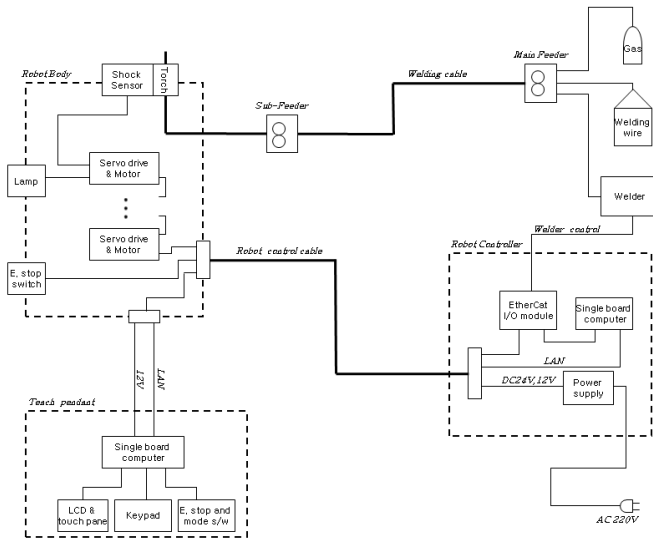 Gas
Main Feeder
Robot Body
Shock
Sensor
Torch
Welding cable
Sub-Feeder
Welding
wire
Servo drive
& Motor
Lamp
Welder
Servo drive
& Motor
Welder control
Robot control cable
Robot Controller
E, stop
switch
EtherCat
I/O module
Single board
computer
LAN
DC24V,12V
Power
supply
12V
LAN
Teach pendant
Single board
computer
LCD &
touch pane
Keypad
E, stop and
mode s/w
AC 220V